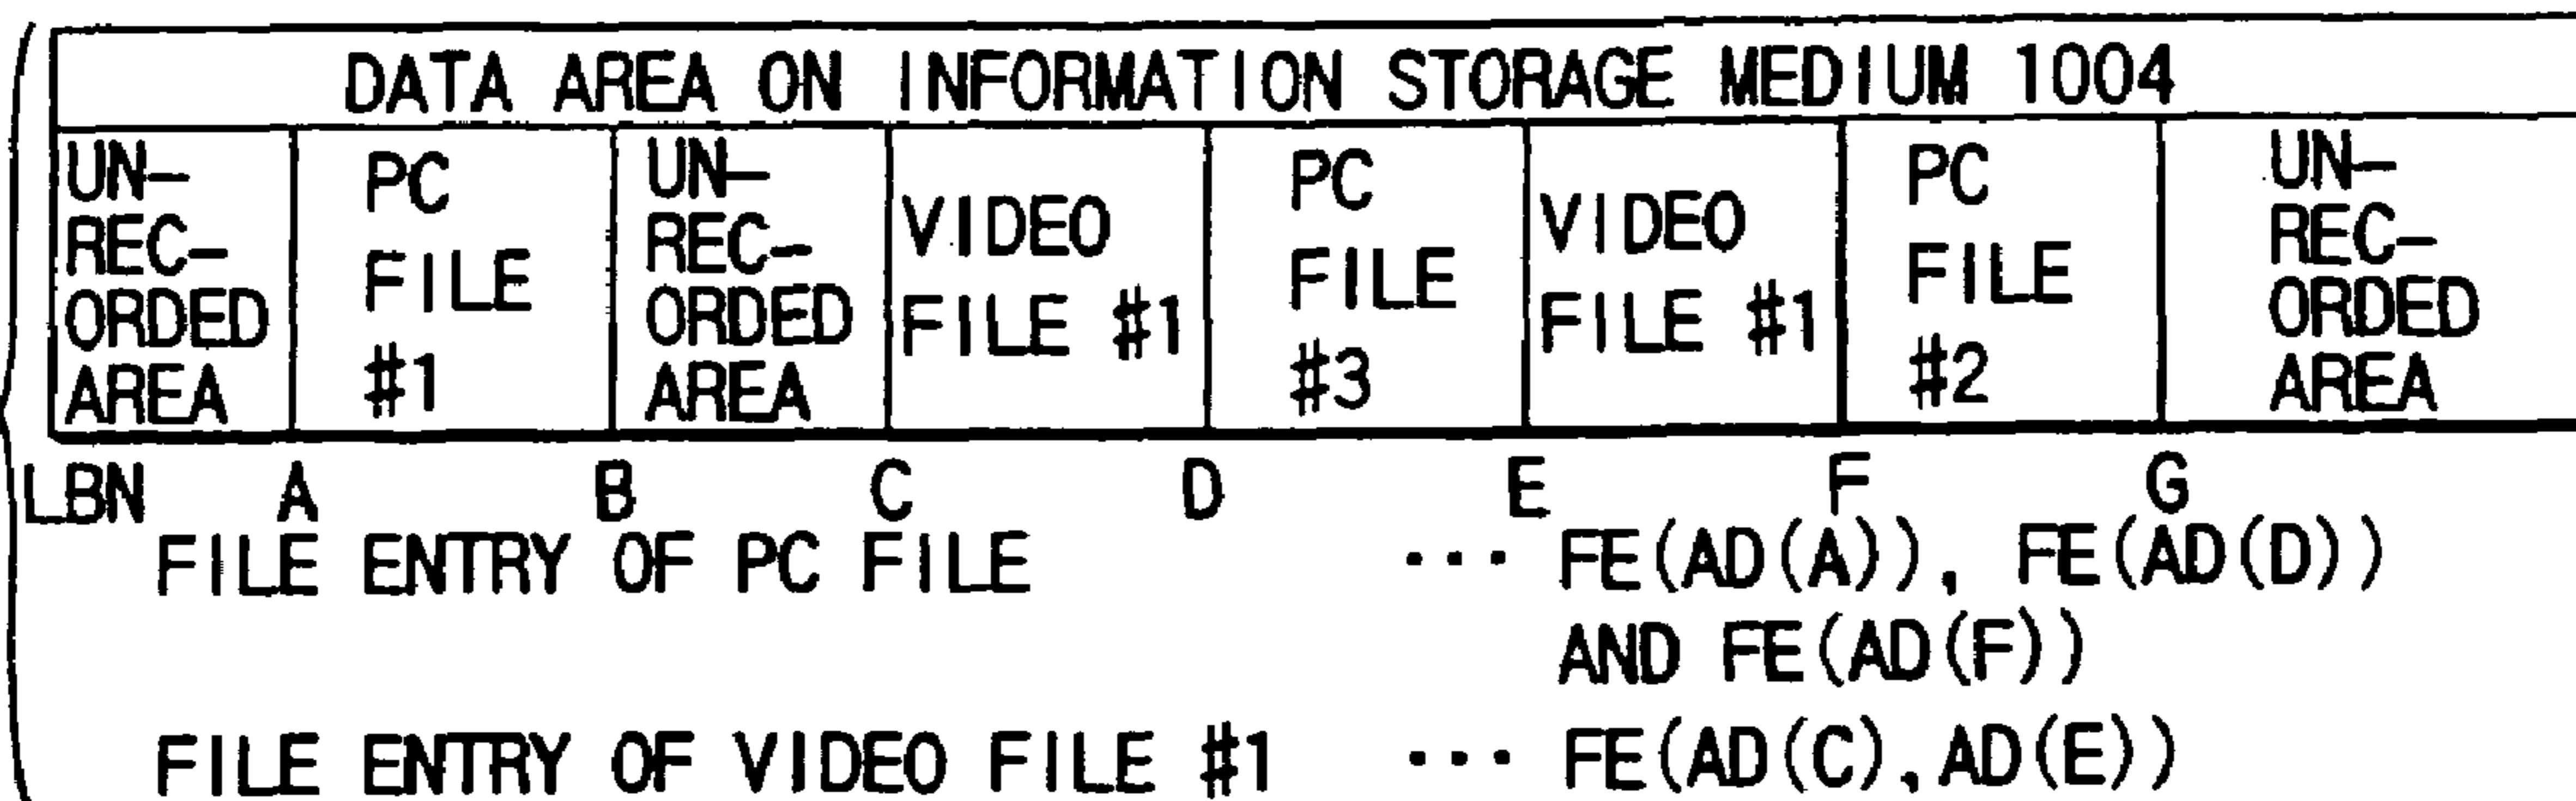 DATA AREA ON INFORMATION STORAGE MEDIUM 1004
UN-
REC-
ORDED
AREA
PC
FILE
#1
UN-
REC-
ORDED
AREA
VIDEO
FILE #1
PC
FILE
#3
VIDEO
FILE #1
PC
FILE
#2
UN-
REC-
ORDED
AREA
LBN A B C D E F G
FILE ENTRY OF PC FILE ··· FE(AD(A)), FE(AD(D))
AND FE(AD(F))
FILE ENTRY OF VIDEO FILE #1 ··· FE(AD(C), AD(E))